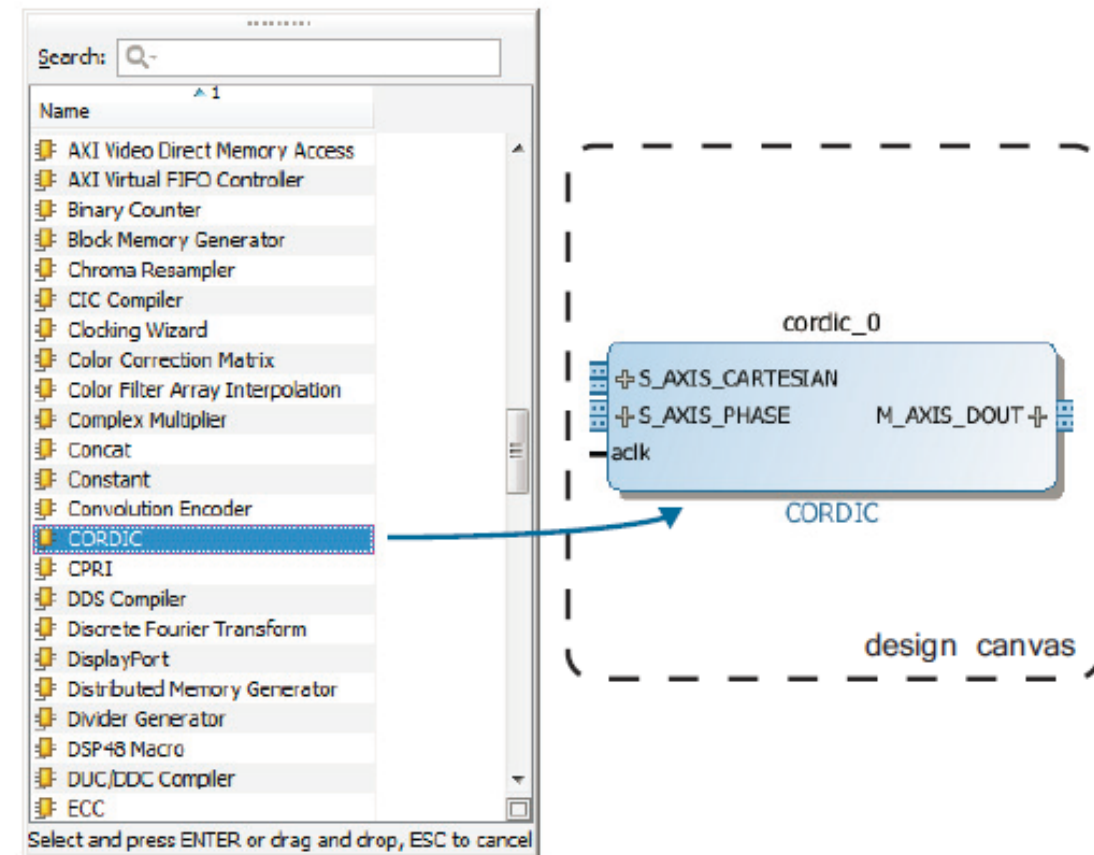 Search:
1
Name
AXI Video Direct Memory Access
AXI Virtual FIFO Controller
Binary Counter
Block Memory Generator
Chroma Resampler
CIC Compiler
Clocking Wizard
Color Correction Matrix
Color Filter Array Interpolation
Complex Multiplier
Concat
Constant
Convolution Encoder
CORDIC
CPRI
DDS Compiler
Discrete Fourier Transform
DisplayPort
Distributed Memory Generator
Divider Generator
DSP48 Macro
DUC/DDC Compiler
ECC
Select and press ENTER or drag and drop, ESC to cancel
cordic_0
S_AXIS_CARTESIAN
S_AXIS_PHASE M_AXIS_DOUT
aclk
CORDIC
design canvas